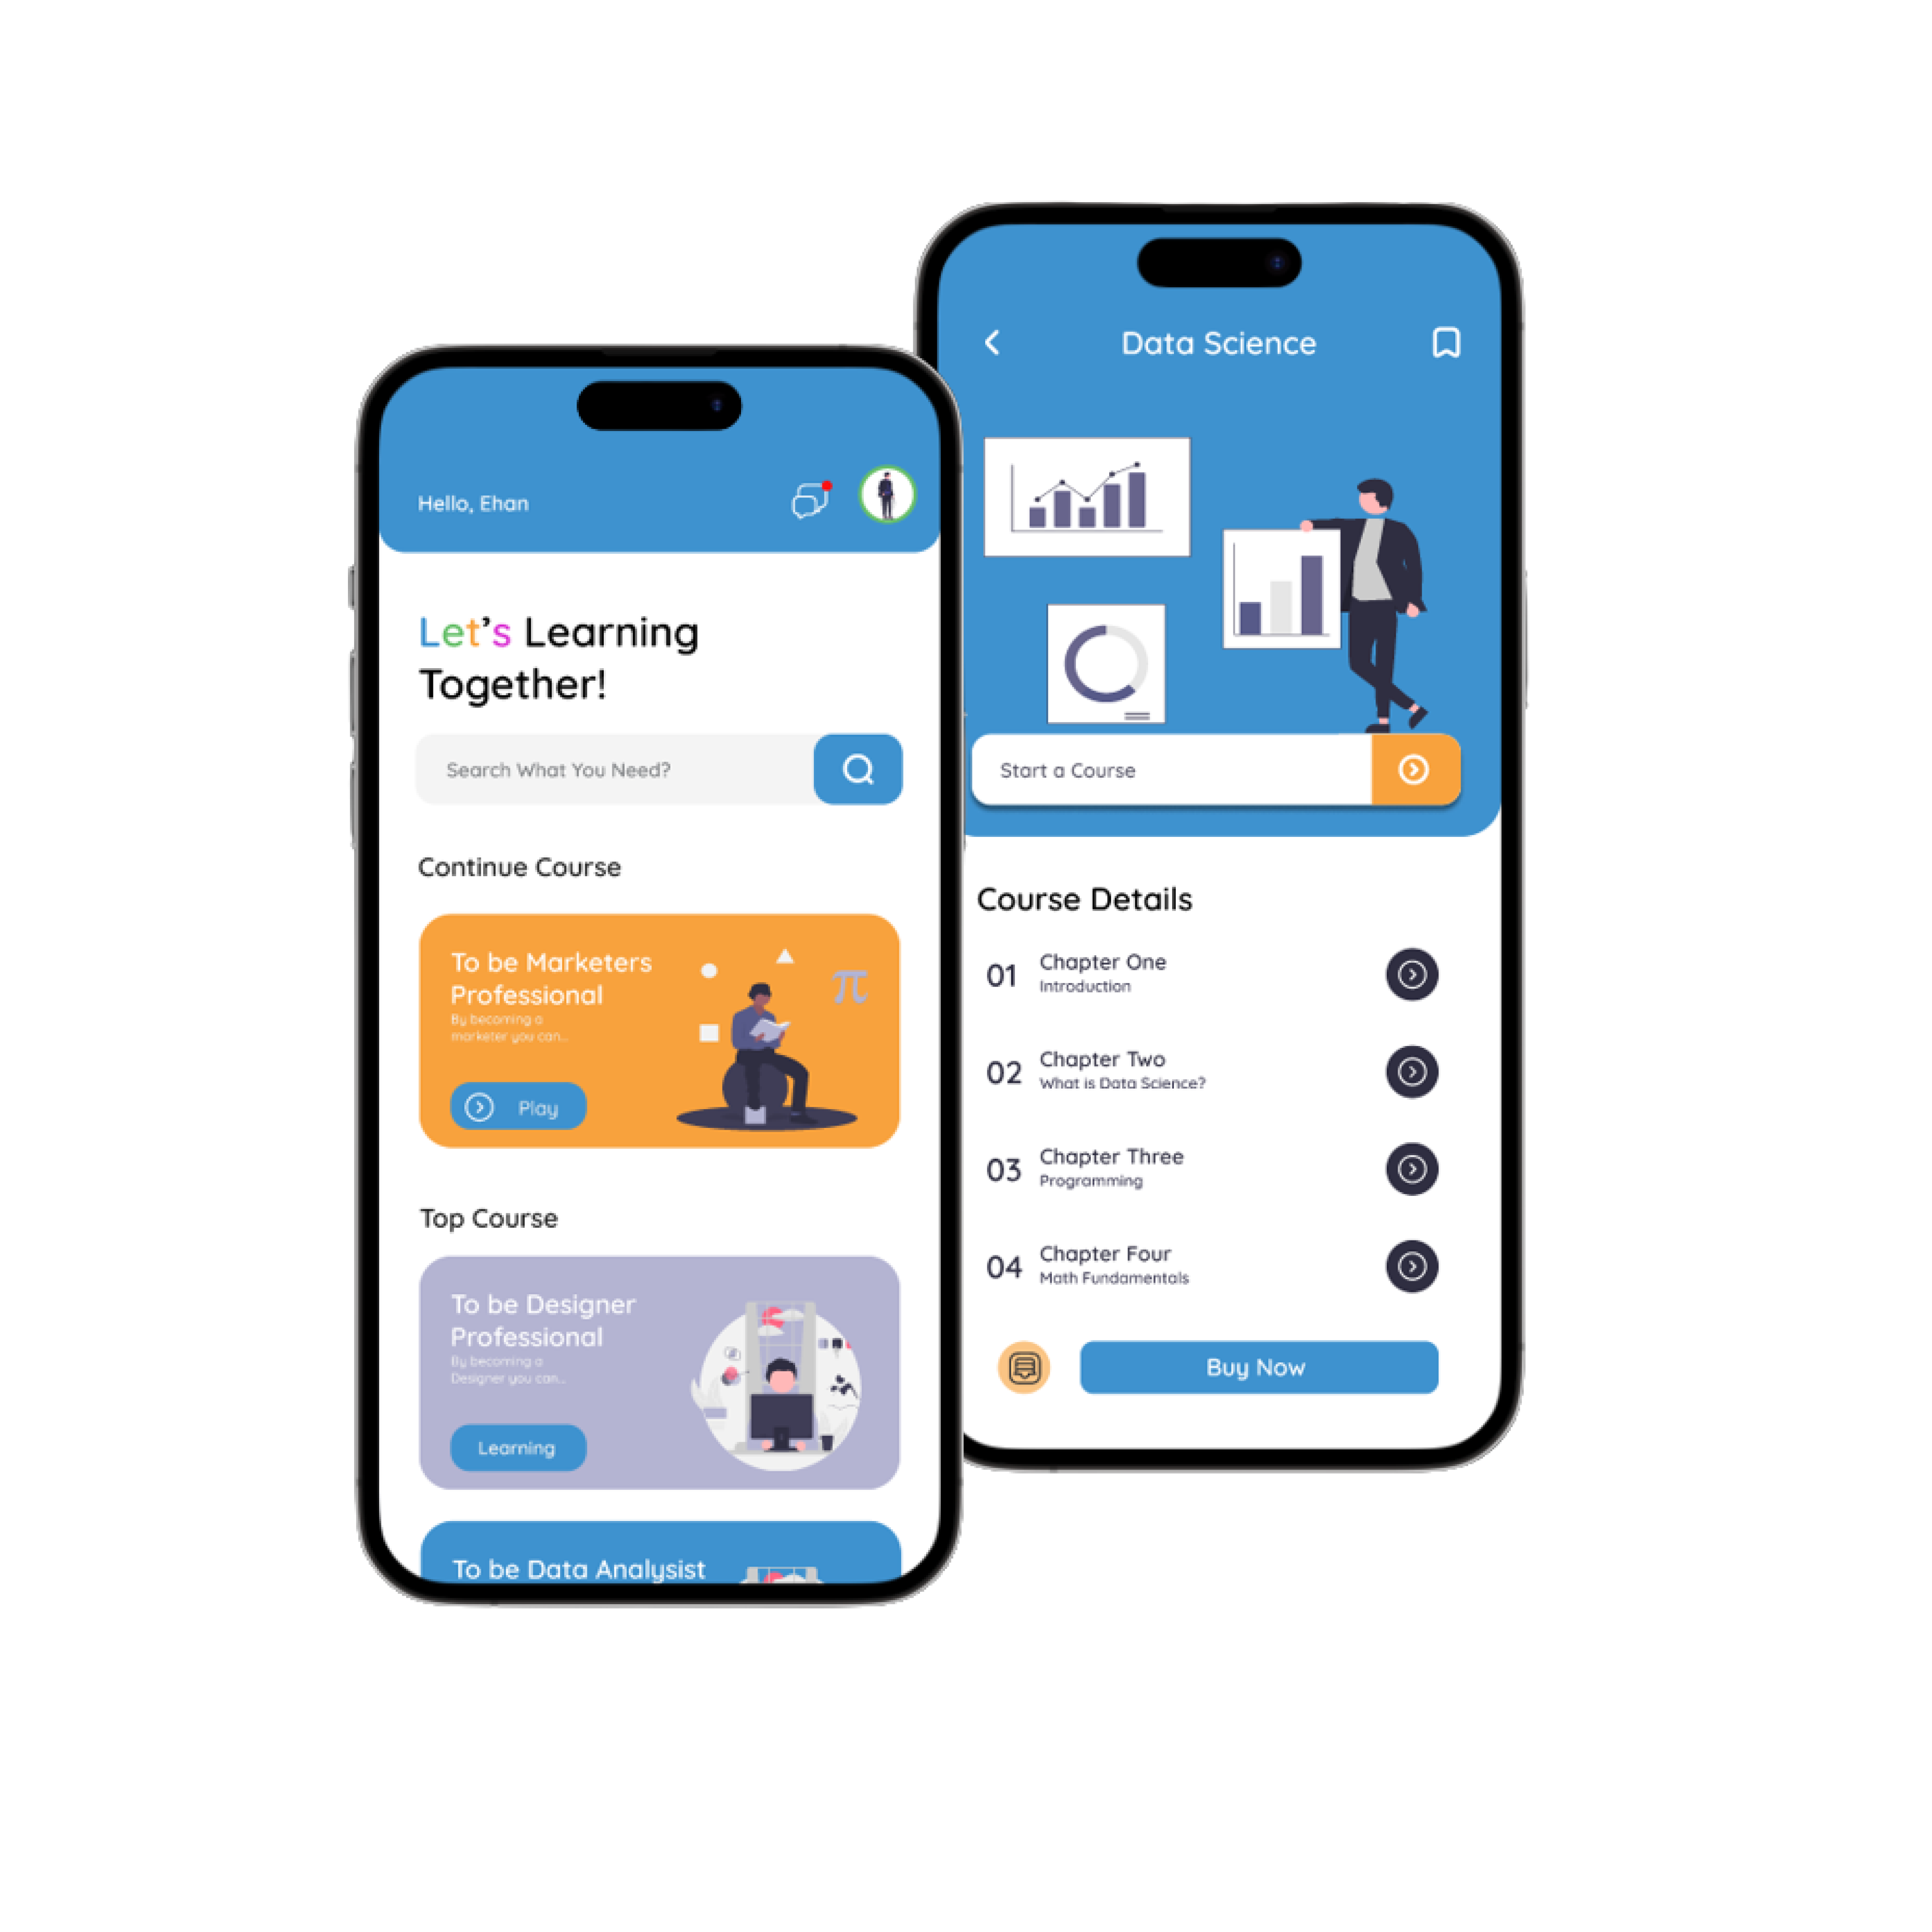 Hello, Ehan
Let's Learning
Together!
Search What You Need?
Continue Course
To be Marketers
Professional
By becoming a
marketer you can...
Play
π
Top Course
To be Designer
Professional
By becoming a
Designer you can...
Learning
To be Data Analysist
Data Science
Start a Course
Course Details
01
Chapter One
Introduction
02
Chapter Two
What is Data Science?
03
Chapter Three
Programming
04
Chapter Four
Math Fundamentals
Buy Now